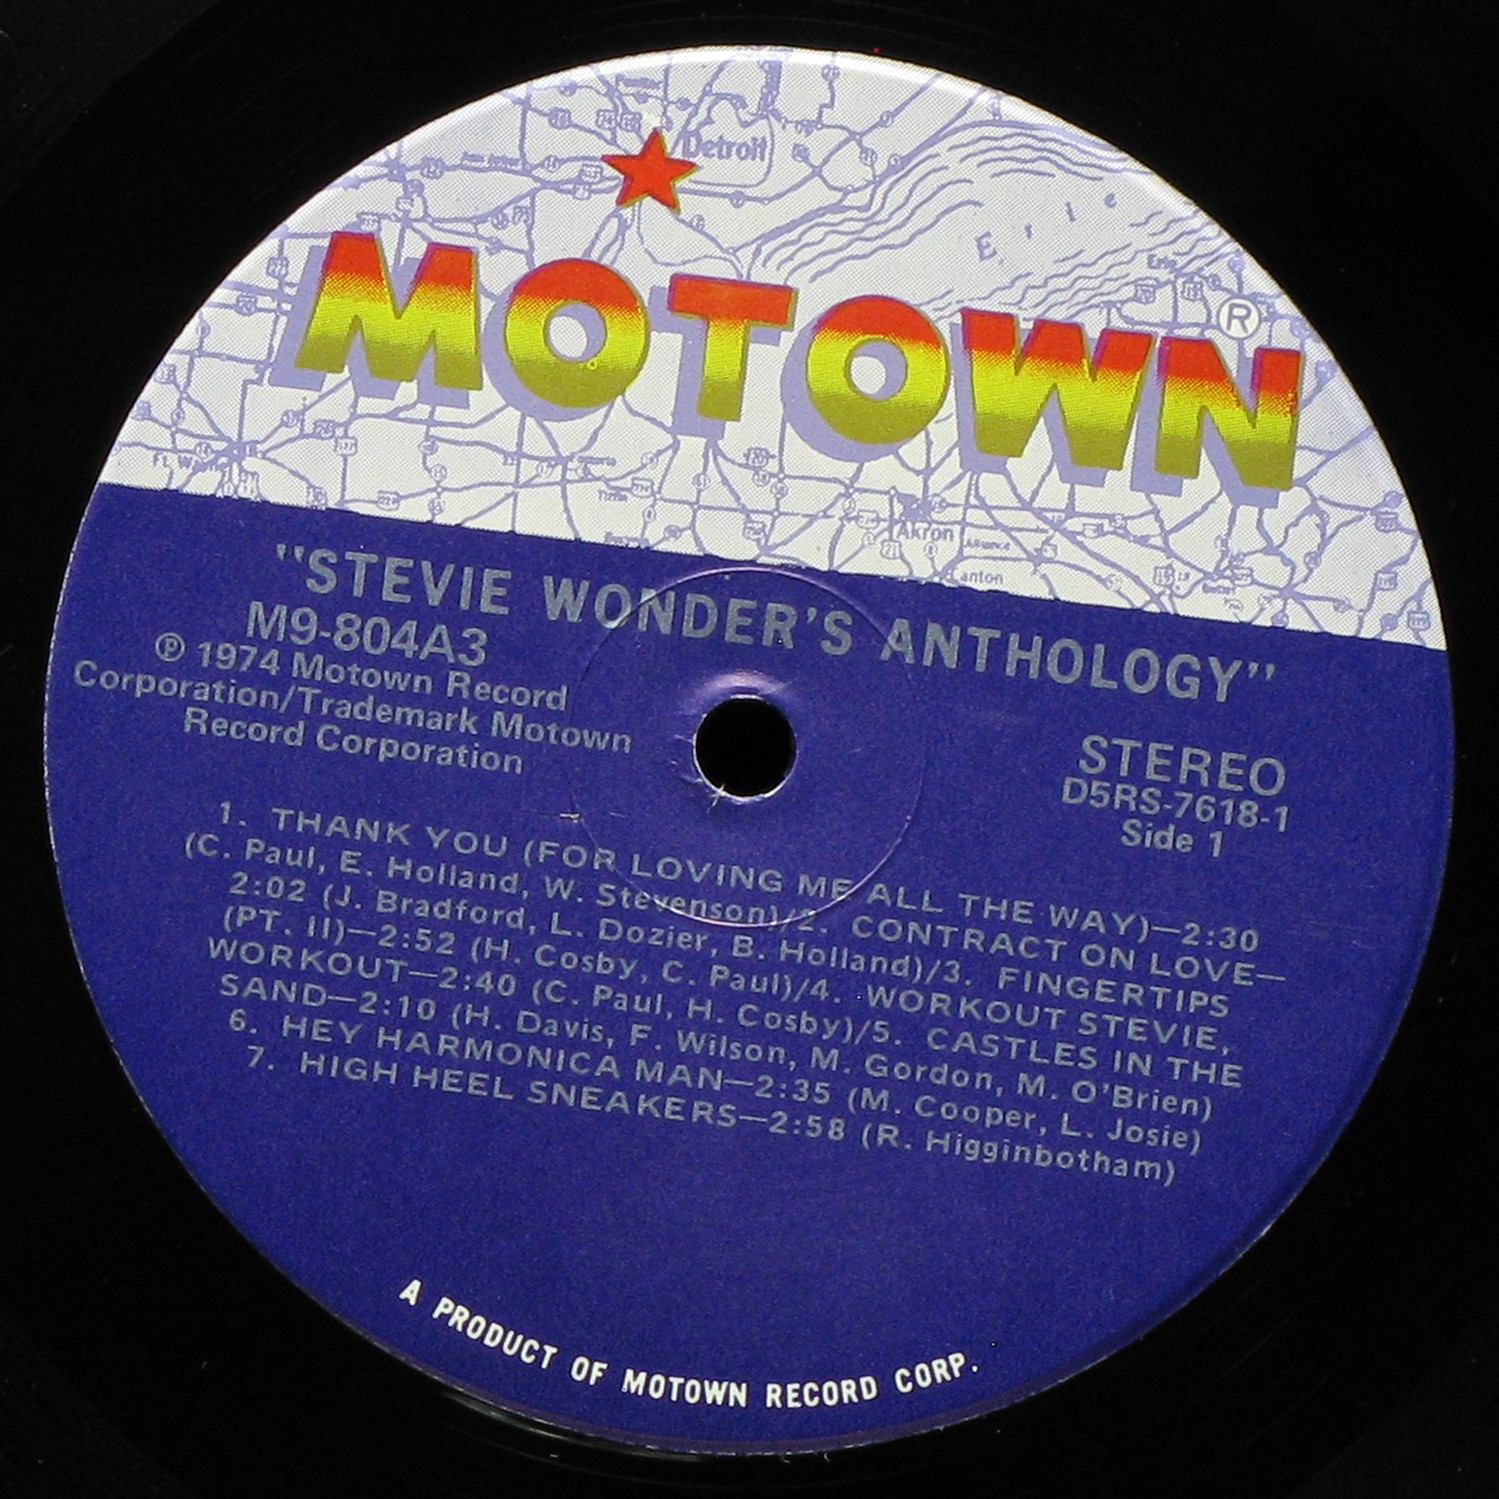 Detroit
E r i e
MOTOWN®
Erie
Ft. Wayne
Akron
Alliance
Canton
"STEVIE WONDER'S ANTHOLOGY"
M9-804A3
℗ 1974 Motown Record
Corporation/Trademark Motown
Record Corporation
STEREO
D5RS-7618-1
Side 1
1. THANK YOU (FOR LOVING ME ALL THE WAY)—2:30
(C. Paul, E. Holland, W. Stevenson)/2. CONTRACT ON LOVE—
2:02 (J. Bradford, L. Dozier, B. Holland)/3. FINGERTIPS
(PT. II)—2:52 (H. Cosby, C. Paul)/4. WORKOUT STEVIE,
WORKOUT—2:40 (C. Paul, H. Cosby)/5. CASTLES IN THE
SAND—2:10 (H. Davis, F. Wilson, M. Gordon, M. O'Brien)
6. HEY HARMONICA MAN—2:35 (M. Cooper, L. Josie)
7. HIGH HEEL SNEAKERS—2:58 (R. Higginbotham)
A PRODUCT OF MOTOWN RECORD CORP.